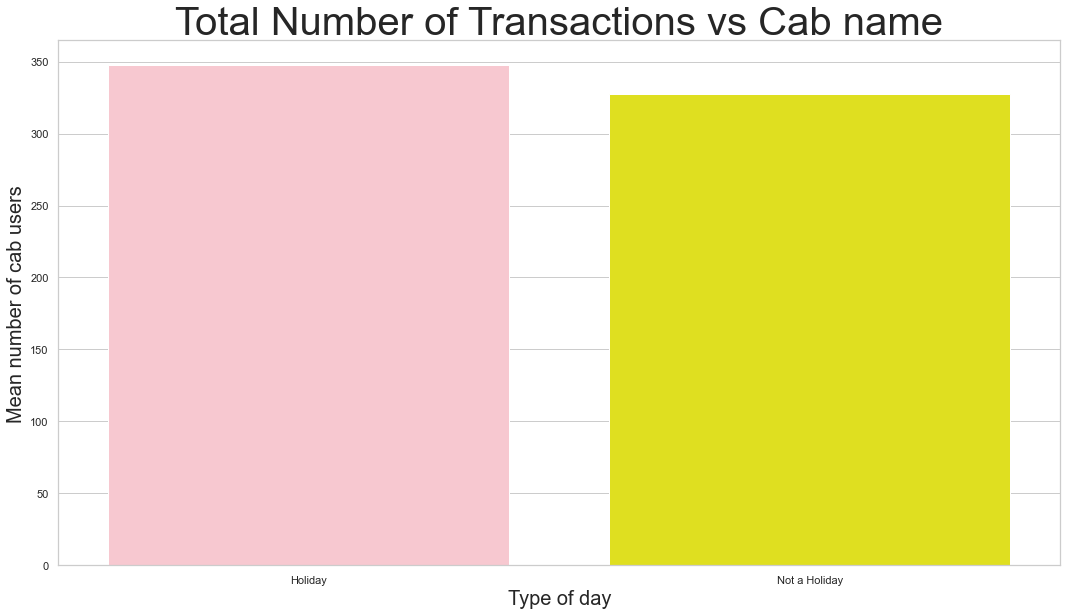 Total Number of Transactions vs Cab name
Mean number of cab users
350
300
250
200
150
100
50
0
Holiday
Not a Holiday
Type of day